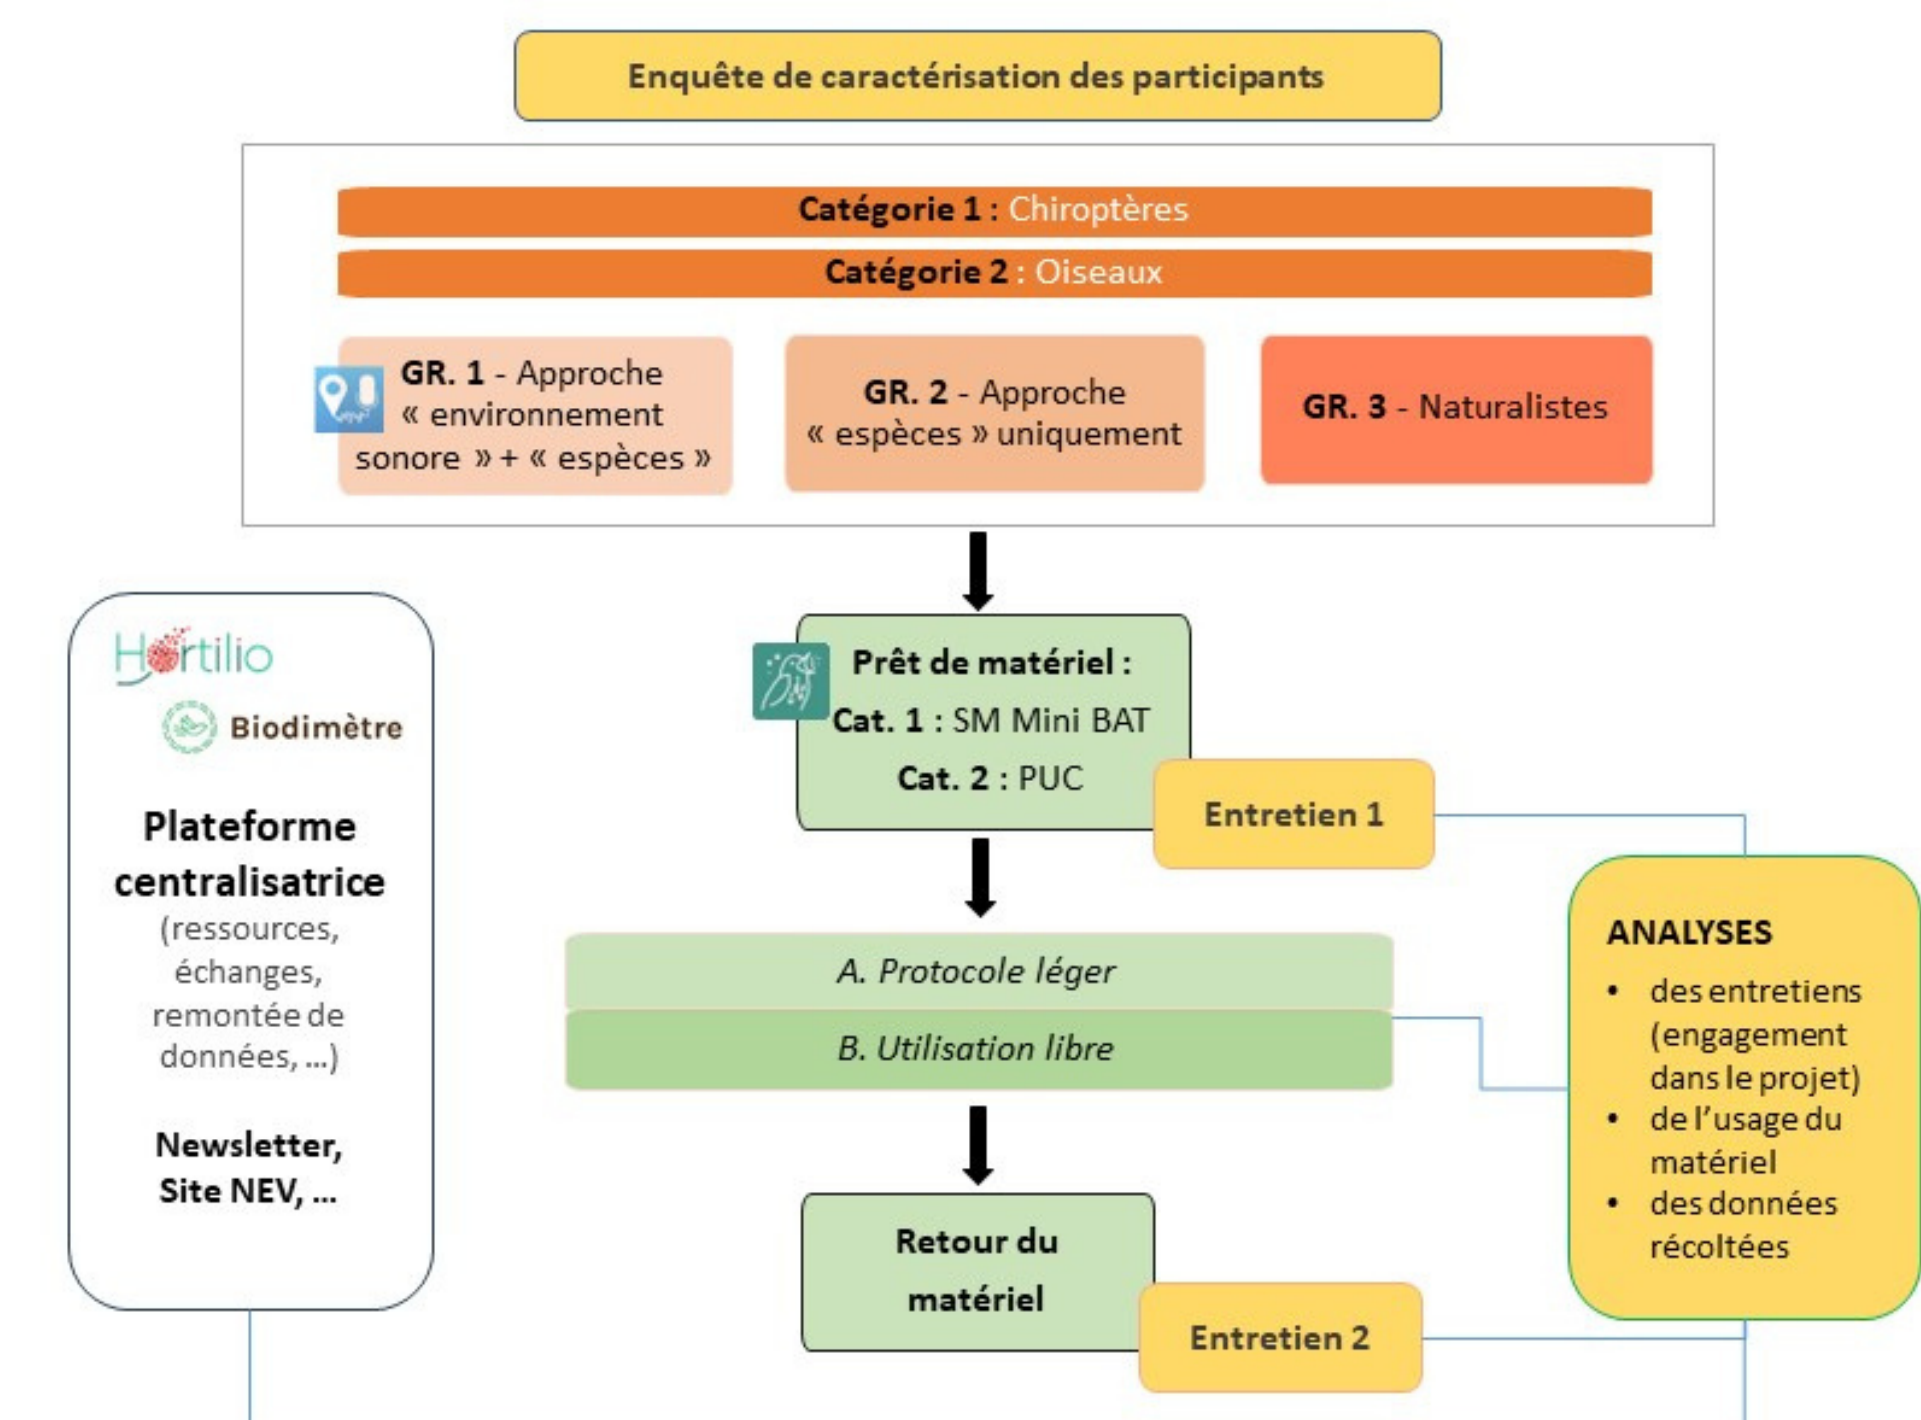 Enquête de caractérisation des participants
Catégorie 1 : Chiroptères
Catégorie 2 : Oiseaux
GR. 1 - Approche
« environnement
sonore » + « espèces »
GR. 2 - Approche
« espèces » uniquement
GR. 3 - Naturalistes
Hortilio
Biodimètre
Plateforme
centralisatrice
(ressources,
échanges,
remontée de
données, ...)
Newsletter,
Site NEV, ...
Prêt de matériel :
Cat. 1 : SM Mini BAT
Cat. 2 : PUC
Entretien 1
A. Protocole léger
B. Utilisation libre
Retour du
matériel
Entretien 2
ANALYSES
• des entretiens
(engagement
dans le projet)
• de l'usage du
matériel
• des données
récoltées